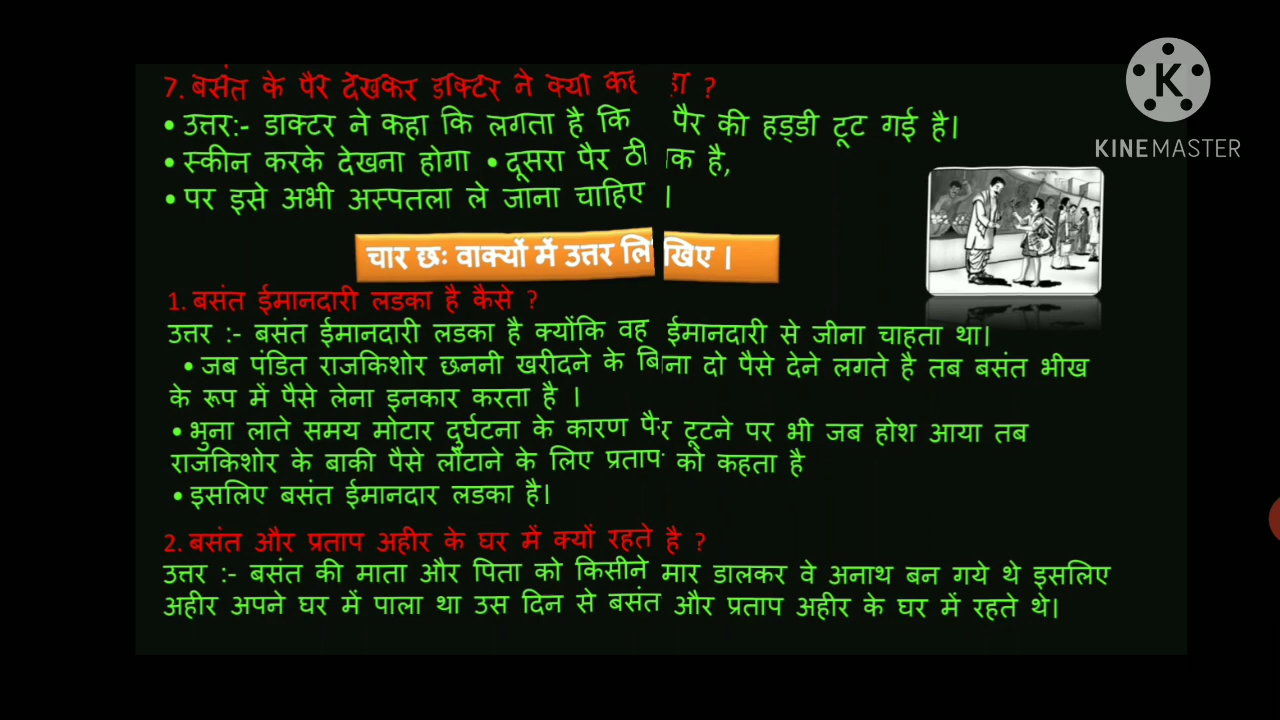 7. बसंत के पैर देखकर डाक्टर ने क्या कहा ?
• उत्तर:- डाक्टर ने कहा कि लगता है कि पैर की हड्डी टूट गई है।
• स्कीन करके देखना होगा • दूसरा पैर ठीक है,
• पर इसे अभी अस्पतला ले जाना चाहिए ।
चार छः वाक्यों में उत्तर लिखिए ।
1. बसंत ईमानदारी लडका है कैसे ?
उत्तर :- बसंत ईमानदारी लडका है क्योंकि वह ईमानदारी से जीना चाहता था।
• जब पंडित राजकिशोर छननी खरीदने के बिना दो पैसे देने लगते है तब बसंत भीख
के रूप में पैसे लेना इनकार करता है ।
• भुना लाते समय मोटार दुर्घटना के कारण पैर टूटने पर भी जब होश आया तब
राजकिशोर के बाकी पैसे लौटाने के लिए प्रताप को कहता है
• इसलिए बसंत ईमानदार लडका है।
2. बसंत और प्रताप अहीर के घर में क्यों रहते है ?
उत्तर :- बसंत की माता और पिता को किसीने मार डालकर वे अनाथ बन गये थे इसलिए
अहीर अपने घर में पाला था उस दिन से बसंत और प्रताप अहीर के घर में रहते थे।
K
KINEMASTER